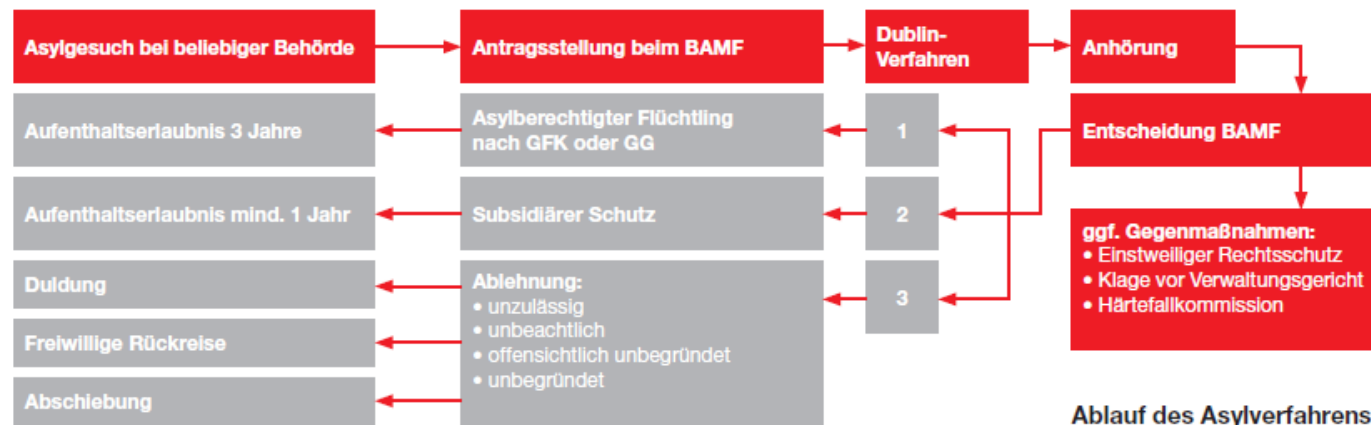 Asylgesuch bei beliebiger Behörde
Antragsstellung beim BAMF
Dublin-
Verfahren
Anhörung
Aufenthaltserlaubnis 3 Jahre
Asylberechtigter Flüchtling
nach GFK oder GG
1
Entscheidung BAMF
Aufenthaltserlaubnis mind. 1 Jahr
Subsidiärer Schutz
2
ggf. Gegenmaßnahmen:
• Einstweiliger Rechtsschutz
• Klage vor Verwaltungsgericht
• Härtefallkommission
Duldung
Freiwillige Rückreise
Abschiebung
Ablehnung:
• unzulässig
• unbeachtlich
• offensichtlich unbegründet
• unbegründet
3
Ablauf des Asylverfahrens